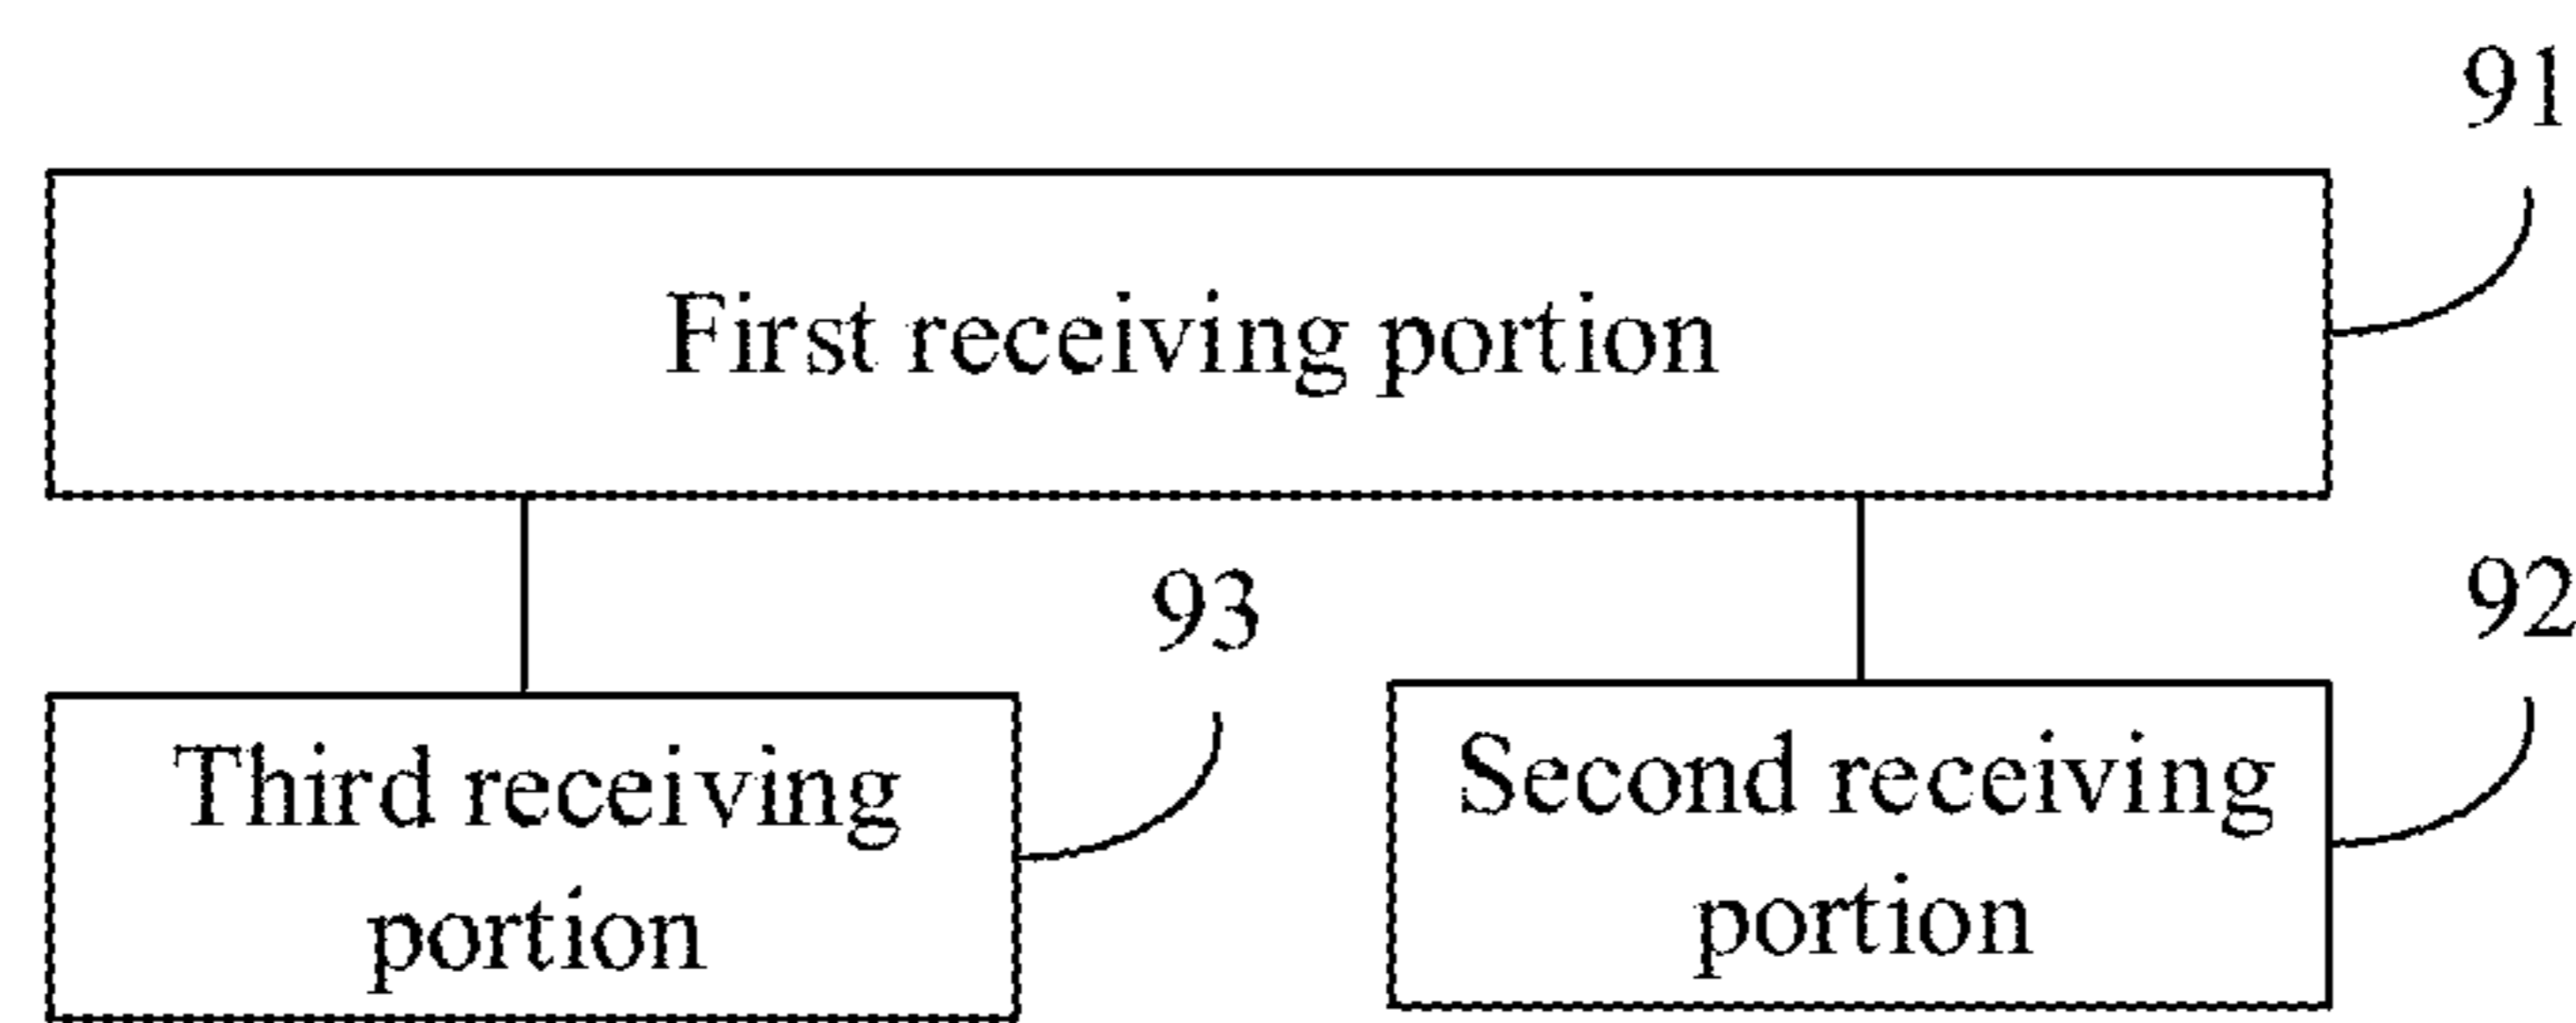 91
First receiving portion
93
92
Third receiving
portion
Second receiving
portion